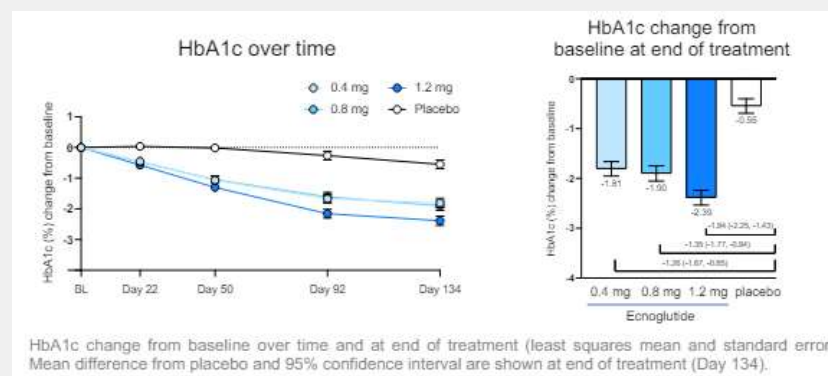 HbA1c over time
0.4 mg
1.2 mg
0.8 mg
Placebo
HbA1c (%) change from baseline
1
0
-1
-2
-3
BL
Day 22
Day 50
Day 92
Day 134
HbA1c change from
baseline at end of treatment
HbA1c (%) change from baseline
0
-1
-2
-3
-4
-1.81
-1.90
-2.39
-0.55
-1.84 (-2.25, -1.43)
-1.35 (-1.77, -0.94)
-1.26 (-1.67, -0.85)
0.4 mg
0.8 mg
1.2 mg
placebo
Ecnoglutide
HbA1c change from baseline over time and at end of treatment (least squares mean and standard error
Mean difference from placebo and 95% confidence interval are shown at end of treatment (Day 134).